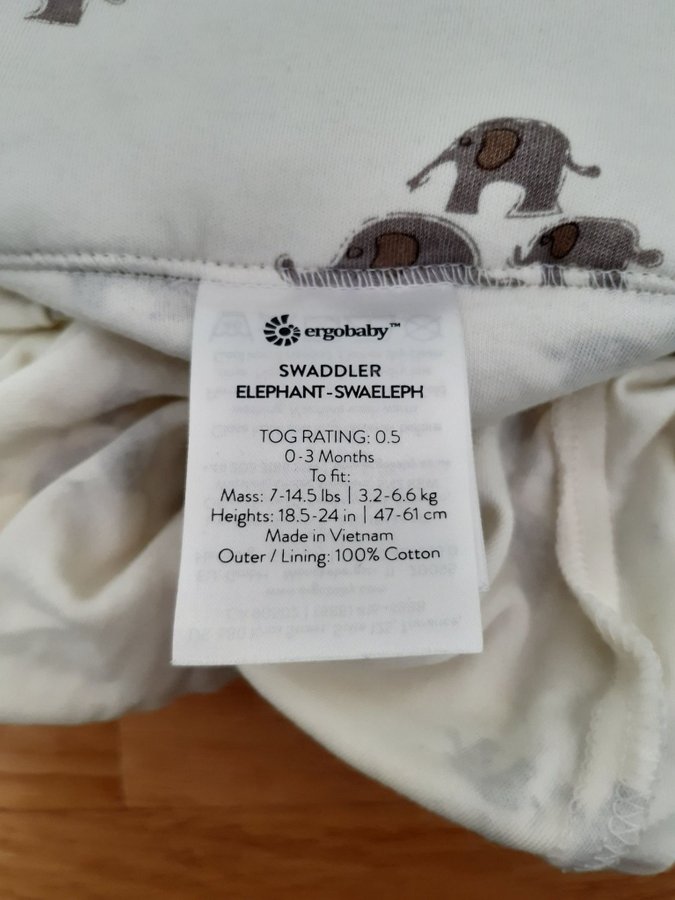 ergobaby™
SWADDLER
ELEPHANT-SWAELEPH
TOG RATING: 0.5
0-3 Months
To fit:
Mass: 7-14.5 lbs | 3.2-6.6 kg
Heights: 18.5-24 in | 47-61 cm
Made in Vietnam
Outer / Lining: 100% Cotton